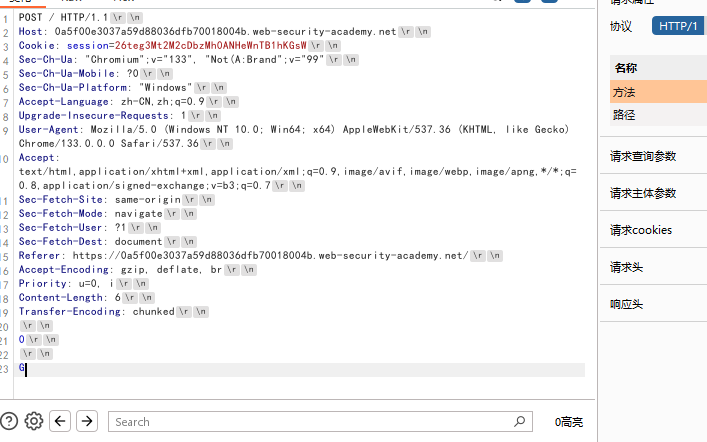 请求属性
1 POST / HTTP/1.1 \r \n
2 Host: 0a5f00e3037a59d88036dfb70018004b.web-security-academy.net \r \n
3 Cookie: session=26teg3Mt2M2cDbzMh0ANHeWnTB1hKGsW \r \n
4 Sec-Ch-Ua: "Chromium";v="133", "Not(A:Brand";v="99" \r \n
5 Sec-Ch-Ua-Mobile: ?0 \r \n
6 Sec-Ch-Ua-Platform: "Windows" \r \n
7 Accept-Language: zh-CN,zh;q=0.9 \r \n
8 Upgrade-Insecure-Requests: 1 \r \n
9 User-Agent: Mozilla/5.0 (Windows NT 10.0; Win64; x64) AppleWebKit/537.36 (KHTML, like Gecko)
Chrome/133.0.0.0 Safari/537.36 \r \n
10 Accept:
text/html,application/xhtml+xml,application/xml;q=0.9,image/avif,image/webp,image/apng,*/*;q=
0.8,application/signed-exchange;v=b3;q=0.7 \r \n
11 Sec-Fetch-Site: same-origin \r \n
12 Sec-Fetch-Mode: navigate \r \n
13 Sec-Fetch-User: ?1 \r \n
14 Sec-Fetch-Dest: document \r \n
15 Referer: https://0a5f00e3037a59d88036dfb70018004b.web-security-academy.net/ \r \n
16 Accept-Encoding: gzip, deflate, br \r \n
17 Priority: u=0, i \r \n
18 Content-Length: 6 \r \n
19 Transfer-Encoding: chunked \r \n
20 \r \n
21 0 \r \n
22 \r \n
23 G
Search
0高亮
协议 HTTP/1
名称
方法
路径
请求查询参数
请求主体参数
请求cookies
请求头
响应头